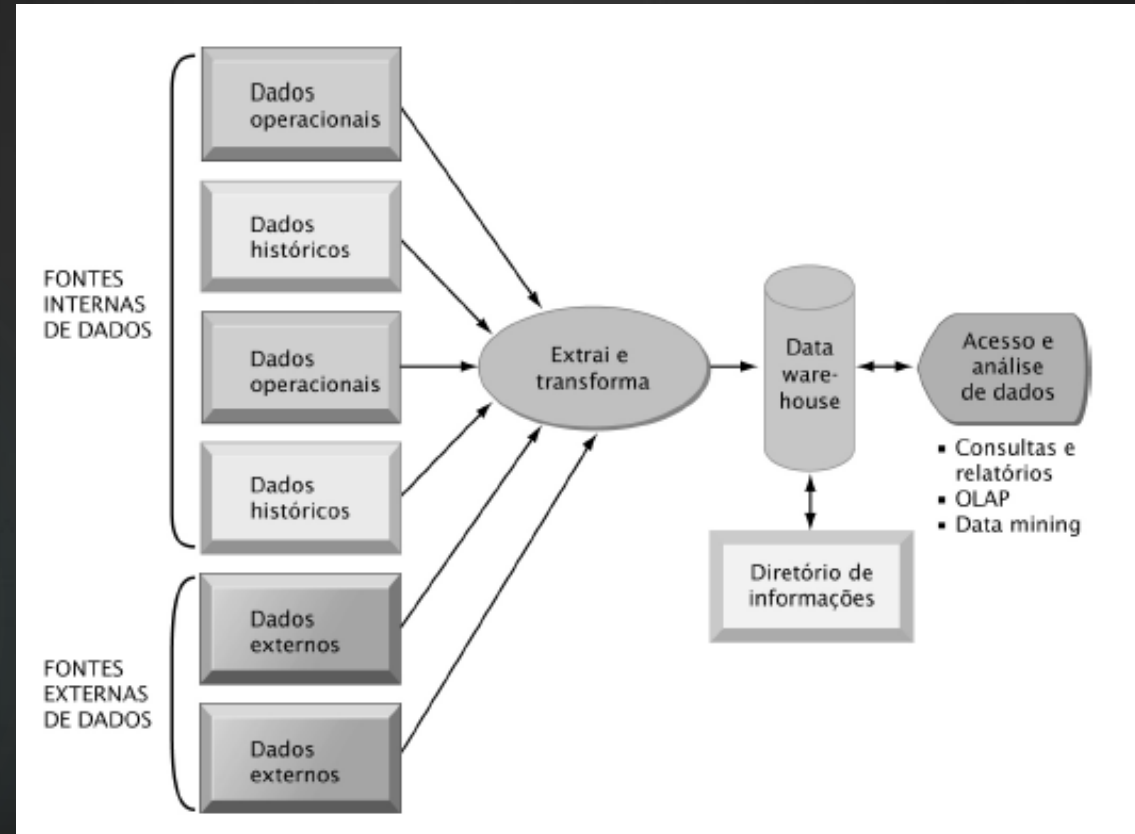 Dados
operacionais
Dados
históricos
FONTES
INTERNAS
DE DADOS
Dados
operacionais
Dados
históricos
FONTES
EXTERNAS
DE DADOS
Dados
externos
Dados
externos
Extrai e
transforma
Data
ware-
house
Diretório de
informações
Acesso e
análise
de dados
▪ Consultas e
relatórios
▪ OLAP
▪ Data mining